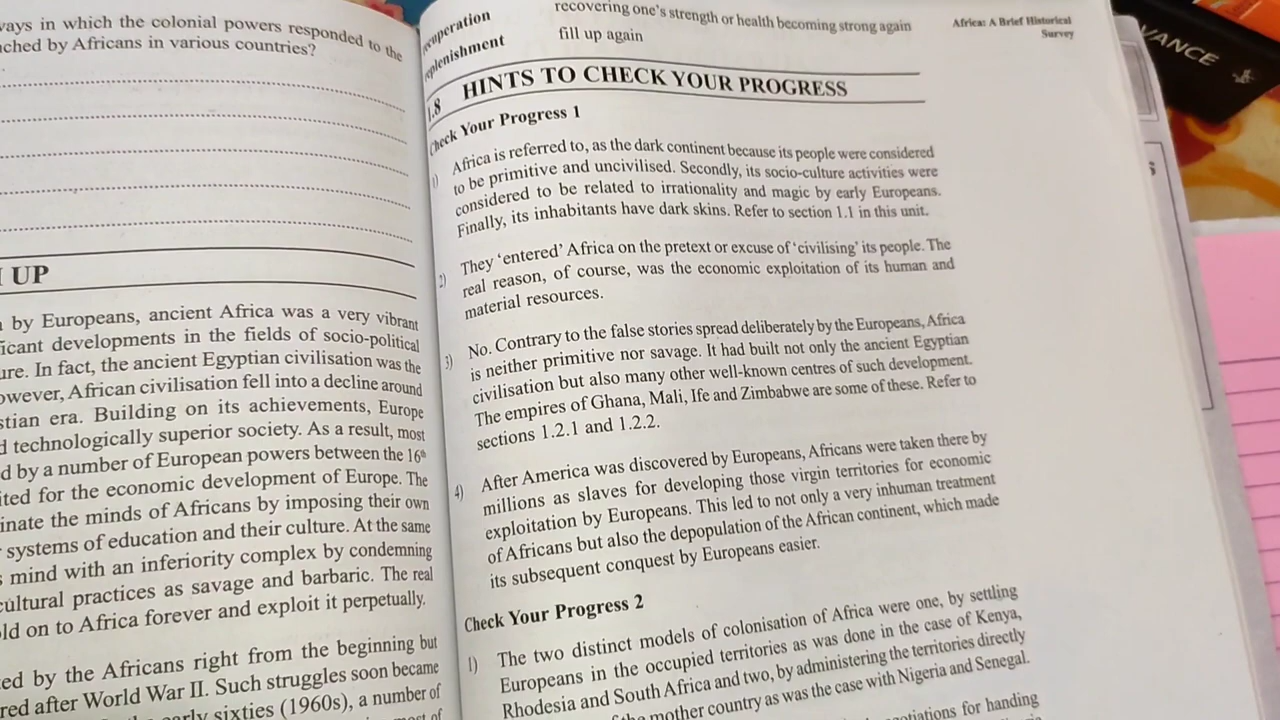 ways in which the colonial powers responded to the
ched by Africans in various countries?
UP
by Europeans, ancient Africa was a very vibrant
icant developments in the fields of socio-political
ure. In fact, the ancient Egyptian civilisation was the
owever, African civilisation fell into a decline around
stian era. Building on its achievements, Europe
d technologically superior society. As a result, most
d by a number of European powers between the 16th
ited for the economic development of Europe. The
inate the minds of Africans by imposing their own
systems of education and their culture. At the same
mind with an inferiority complex by condemning
cultural practices as savage and barbaric. The real
old on to Africa forever and exploit it perpetually.
ted by the Africans right from the beginning but
red after World War II. Such struggles soon became
early sixties (1960s), a number of
most of
recuperation recovering one's strength or health becoming strong again
replenishment fill up again
Africa: A Brief Historical
Survey
1.8 HINTS TO CHECK YOUR PROGRESS
Check Your Progress 1
1) Africa is referred to, as the dark continent because its people were considered
to be primitive and uncivilised. Secondly, its socio-culture activities were
considered to be related to irrationality and magic by early Europeans.
Finally, its inhabitants have dark skins. Refer to section 1.1 in this unit.
2) They 'entered' Africa on the pretext or excuse of 'civilising' its people. The
real reason, of course, was the economic exploitation of its human and
material resources.
3) No. Contrary to the false stories spread deliberately by the Europeans, Africa
is neither primitive nor savage. It had built not only the ancient Egyptian
civilisation but also many other well-known centres of such development.
The empires of Ghana, Mali, Ife and Zimbabwe are some of these. Refer to
sections 1.2.1 and 1.2.2.
4) After America was discovered by Europeans, Africans were taken there by
millions as slaves for developing those virgin territories for economic
exploitation by Europeans. This led to not only a very inhuman treatment
of Africans but also the depopulation of the African continent, which made
its subsequent conquest by Europeans easier.
Check Your Progress 2
1) The two distinct models of colonisation of Africa were one, by settling
Europeans in the occupied territories as was done in the case of Kenya,
Rhodesia and South Africa and two, by administering the territories directly
mother country as was the case with Nigeria and Senegal.
negotiations for handing
VANCE